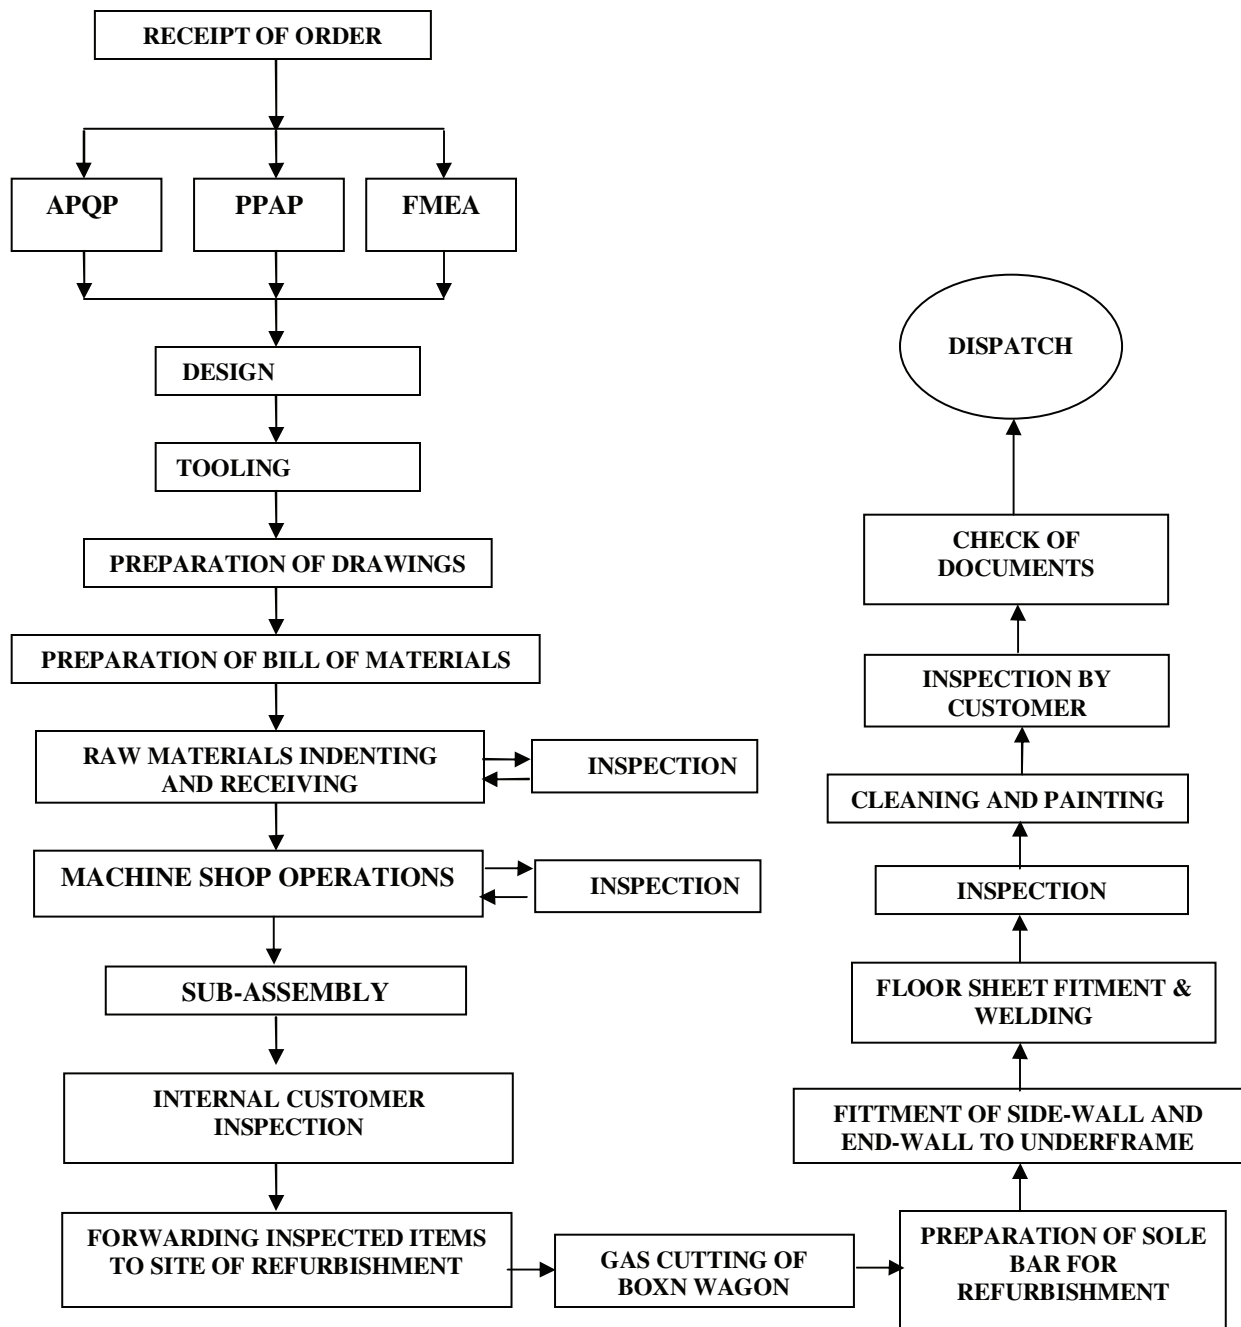 RECEIPT OF ORDER
APQP
PPAP
FMEA
DESIGN
TOOLING
PREPARATION OF DRAWINGS
PREPARATION OF BILL OF MATERIALS
RAW MATERIALS INDENTING
AND RECEIVING
INSPECTION
MACHINE SHOP OPERATIONS
INSPECTION
SUB-ASSEMBLY
INTERNAL CUSTOMER
INSPECTION
FORWARDING INSPECTED ITEMS
TO SITE OF REFURBISHMENT
GAS CUTTING OF
BOXN WAGON
PREPARATION OF SOLE
BAR FOR
REFURBISHMENT
FITTMENT OF SIDE-WALL AND
END-WALL TO UNDERFRAME
FLOOR SHEET FITMENT &
WELDING
INSPECTION
CLEANING AND PAINTING
INSPECTION BY
CUSTOMER
CHECK OF
DOCUMENTS
DISPATCH